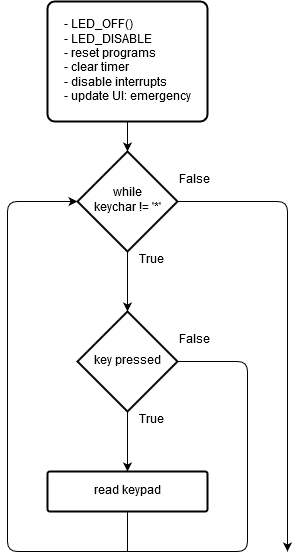 - LED_OFF()
- LED_DISABLE
- reset programs
- clear timer
- disable interrupts
- update UI: emergency
while
keychar != '*'
False
True
key pressed
False
True
read keypad